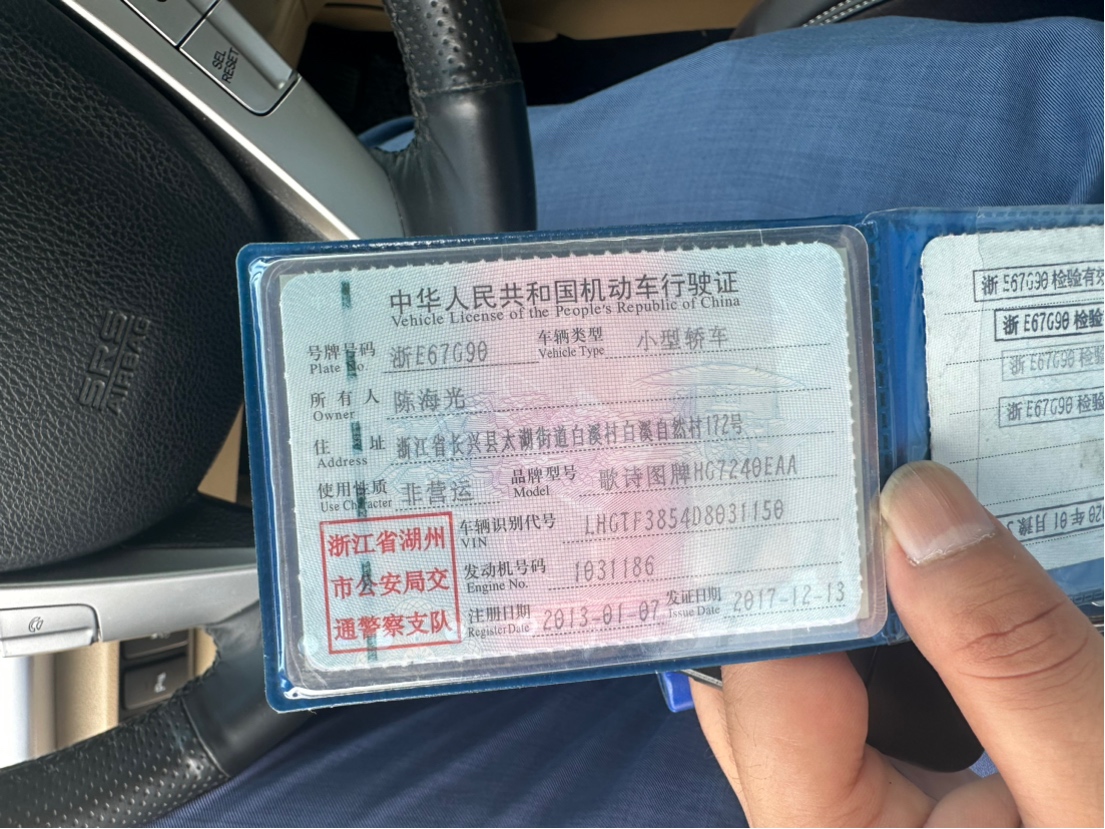 SEL
RESET
SRS
AIRBAG
中华人民共和国机动车行驶证
Vehicle License of the People's Republic of China
号牌号码 浙E67G90 车辆类型 小型轿车
Plate No. Vehicle Type
所有人 陈海光
Owner
住址 浙江省长兴县太湖街道白溪村白溪自然村172号
Address
使用性质 非营运 品牌型号 歌诗图牌HG7240EAA
Use Character Model
车辆识别代号 LHGTF3854D8031150
VIN
发动机号码 1031186
Engine No.
注册日期 2013-01-07 发证日期 2017-12-13
Register Date Issue Date
浙江省湖州
市公安局交
通警察支队
浙E67G90检验有效
浙E67G90检验
浙E67G90检验
浙E67G90检验